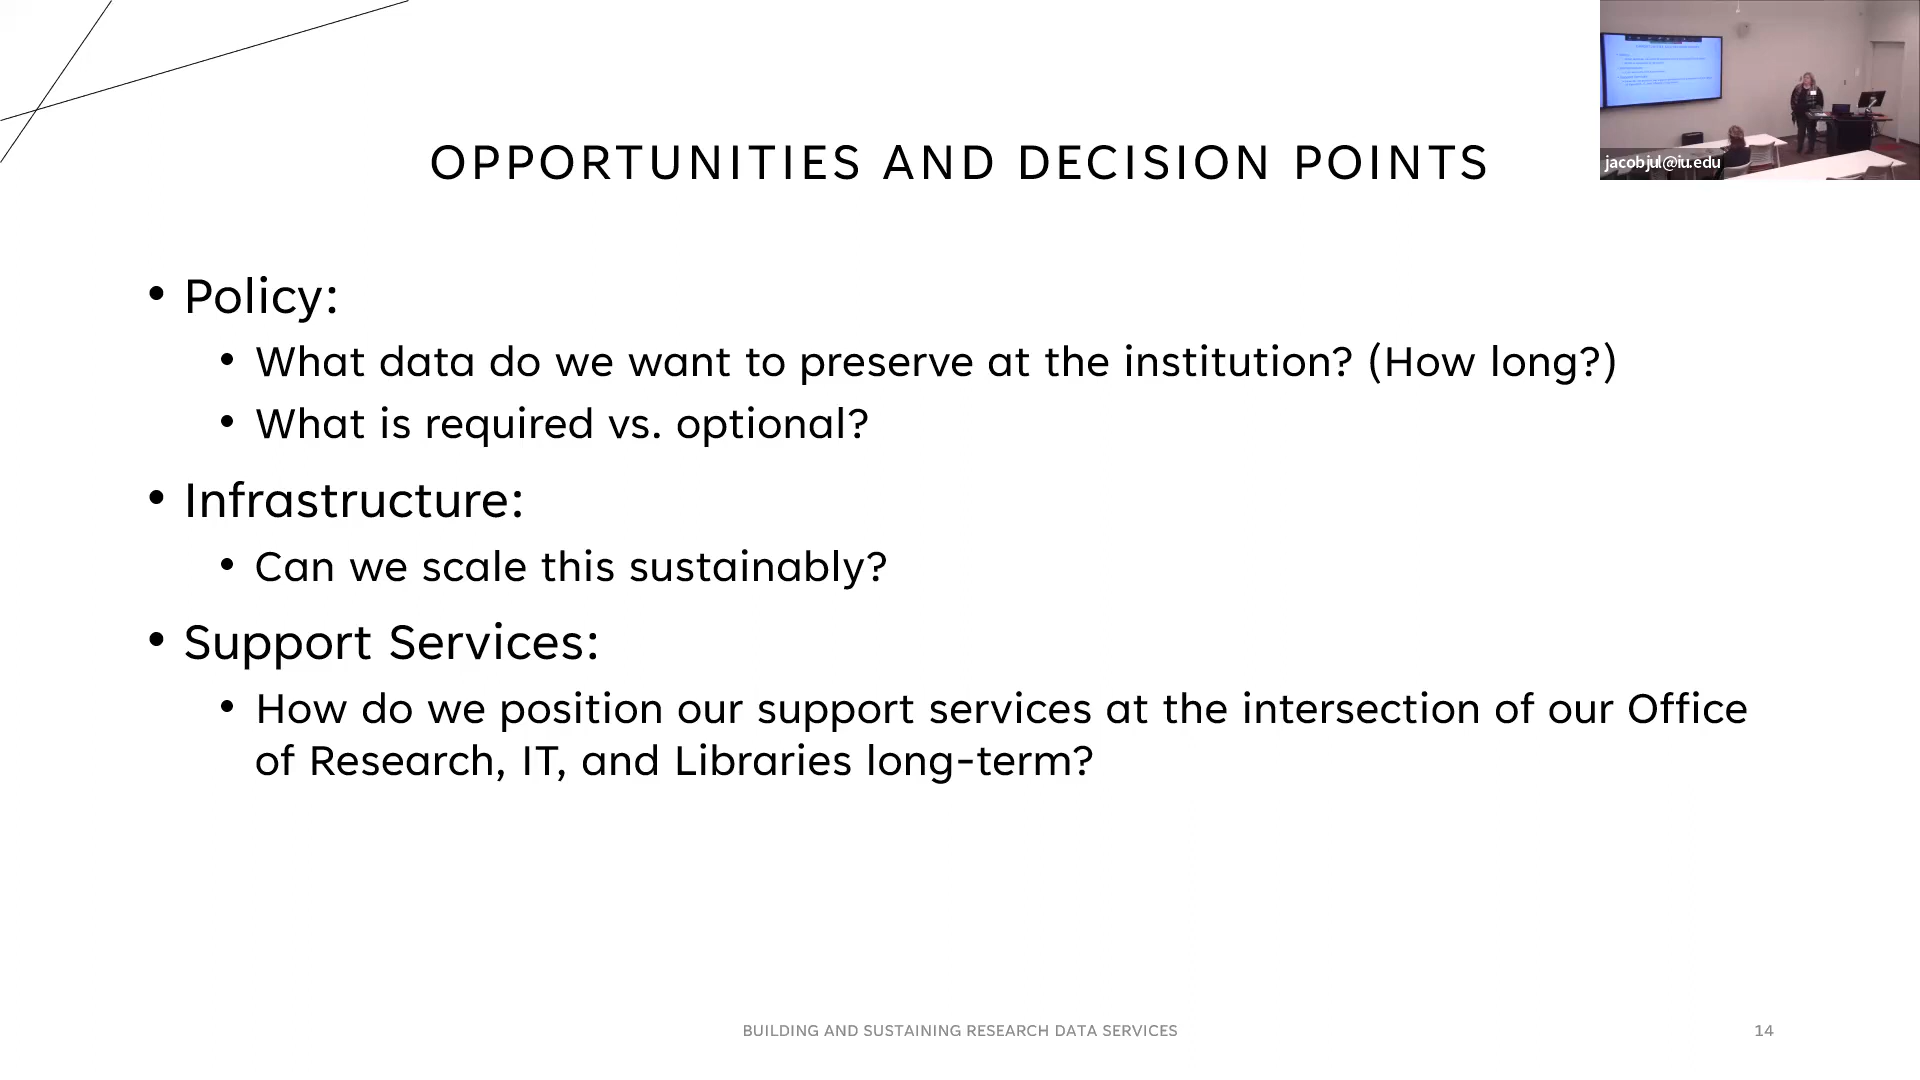 jacobjul@iu.edu
OPPORTUNITIES AND DECISION POINTS
• Policy:
• What data do we want to preserve at the institution? (How long?)
• What is required vs. optional?
• Infrastructure:
• Can we scale this sustainably?
• Support Services:
• How do we position our support services at the intersection of our Office
of Research, IT, and Libraries long-term?
BUILDING AND SUSTAINING RESEARCH DATA SERVICES
14